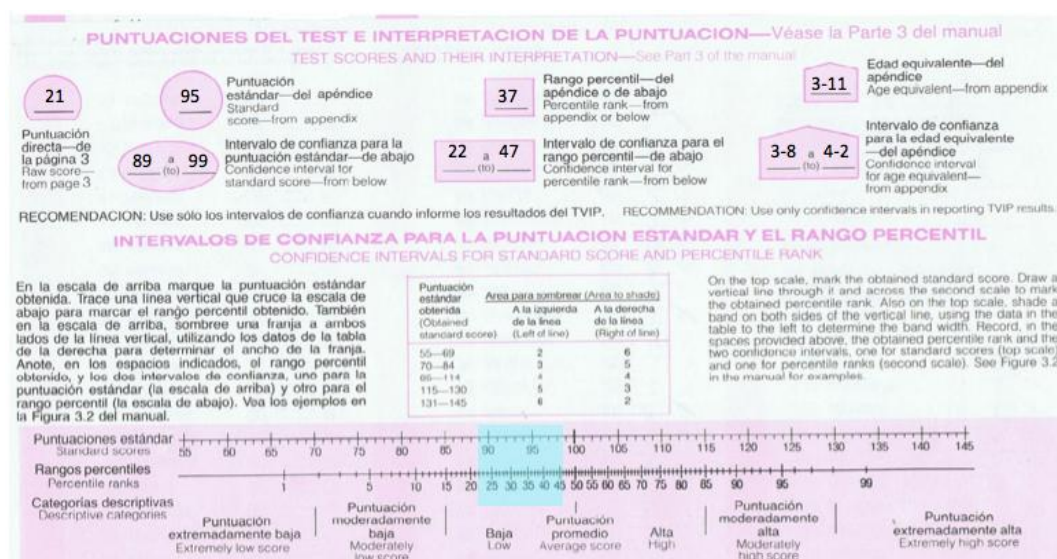 PUNTUACIONES DEL TEST E INTERPRETACION DE LA PUNTUACION—Véase la Parte 3 del manual
TEST SCORES AND THEIR INTERPRETATION—See Part 3 of the manual
21
Puntuación
directa—de
la página 3
Raw score—
from page 3
95
Puntuación
estándar—del apéndice
Standard
score—from appendix
37
Rango percentil—del
apéndice o de abajo
Percentile rank—from
appendix or below
3-11
Edad equivalente—del
apéndice
Age equivalent—from appendix
89 a 99
(to)
Intervalo de confianza para la
puntuación estándar—de abajo
Confidence interval for
standard score—from below
22 a 47
(to)
Intervalo de confianza para el
rango percentil—de abajo
Confidence interval for
percentile rank—from below
3-8 a 4-2
(to)
Intervalo de confianza
para la edad equivalente
—del apéndice
Confidence interval
for age equivalent—
from appendix
RECOMENDACION: Use sólo los intervalos de confianza cuando informe los resultados del TVIP. RECOMMENDATION: Use only confidence intervals in reporting TVIP results.
INTERVALOS DE CONFIANZA PARA LA PUNTUACION ESTANDAR Y EL RANGO PERCENTIL
CONFIDENCE INTERVALS FOR STANDARD SCORE AND PERCENTILE RANK
En la escala de arriba marque la puntuación estándar
obtenida. Trace una línea vertical que cruce la escala de
abajo para marcar el rango percentil obtenido. También
en la escala de arriba, sombree una franja a ambos
lados de la línea vertical, utilizando los datos de la tabla
de la derecha para determinar el ancho de la franja.
Anote, en los espacios indicados, el rango percentil
obtenido, y los dos intervalos de confianza, uno para la
puntuación estándar (la escala de arriba) y otro para el
rango percentil (la escala de abajo). Vea los ejemplos en
la Figura 3.2 del manual.
Puntuación
estándar
obtenida
(Obtained
standard score)
Area para sombrear (Area to shade)
A la izquierda
de la línea
(Left of line)
A la derecha
de la línea
(Right of line)
55—69 2 6
70—84 3 5
85—114 4 4
115—130 5 3
131—145 6 2
On the top scale, mark the obtained standard score. Draw a
vertical line through it and across the second scale to mark
the obtained percentile rank. Also on the top scale, shade a
band on both sides of the vertical line, using the data in the
table to the left to determine the band width. Record, in the
spaces provided above, the obtained percentile rank and the
two confidence intervals, one for standard scores (top scale)
and one for percentile ranks (second scale). See Figure 3.2
in the manual for examples.
Puntuaciones estándar
Standard scores
55 60 65 70 75 80 85 90 95 100 105 110 115 120 125 130 135 140 145
Rangos percentiles
Percentile ranks
1 5 10 15 20 25 30 35 40 45 50 55 60 65 70 75 80 85 90 95 99
Categorías descriptivas
Descriptive categories
Puntuación
extremadamente baja
Extremely low score
Puntuación
moderadamente
baja
Moderately
low score
Baja
Low
Puntuación
promedio
Average score
Alta
High
Puntuación
moderadamente
alta
Moderately
high score
Puntuación
extremadamente alta
Extremely high score